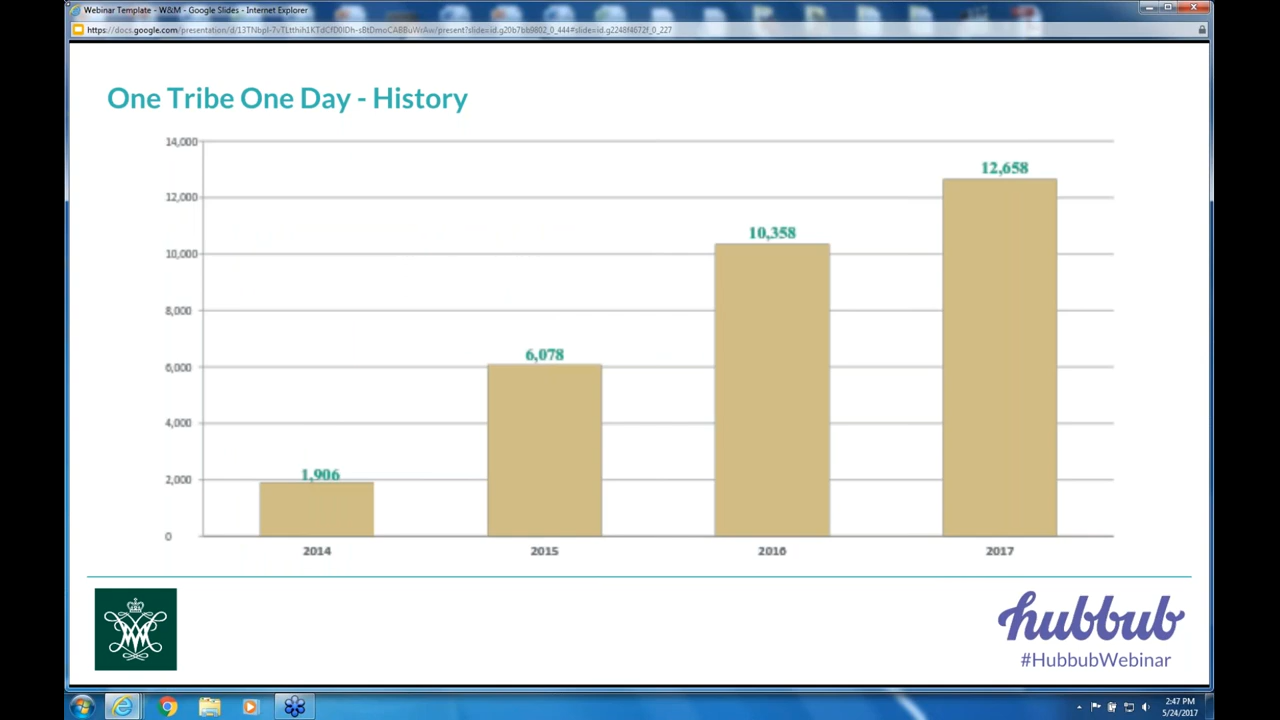 Webinar Template - W&M - Google Slides - Internet Explorer
One Tribe One Day - History
14,000
12,658
12,000
10,358
10,000
8,000
6,078
6,000
4,000
1,906
2,000
0
2014 2015 2016 2017
hubbub
#HubbubWebinar
2:47 PM
5/24/2017